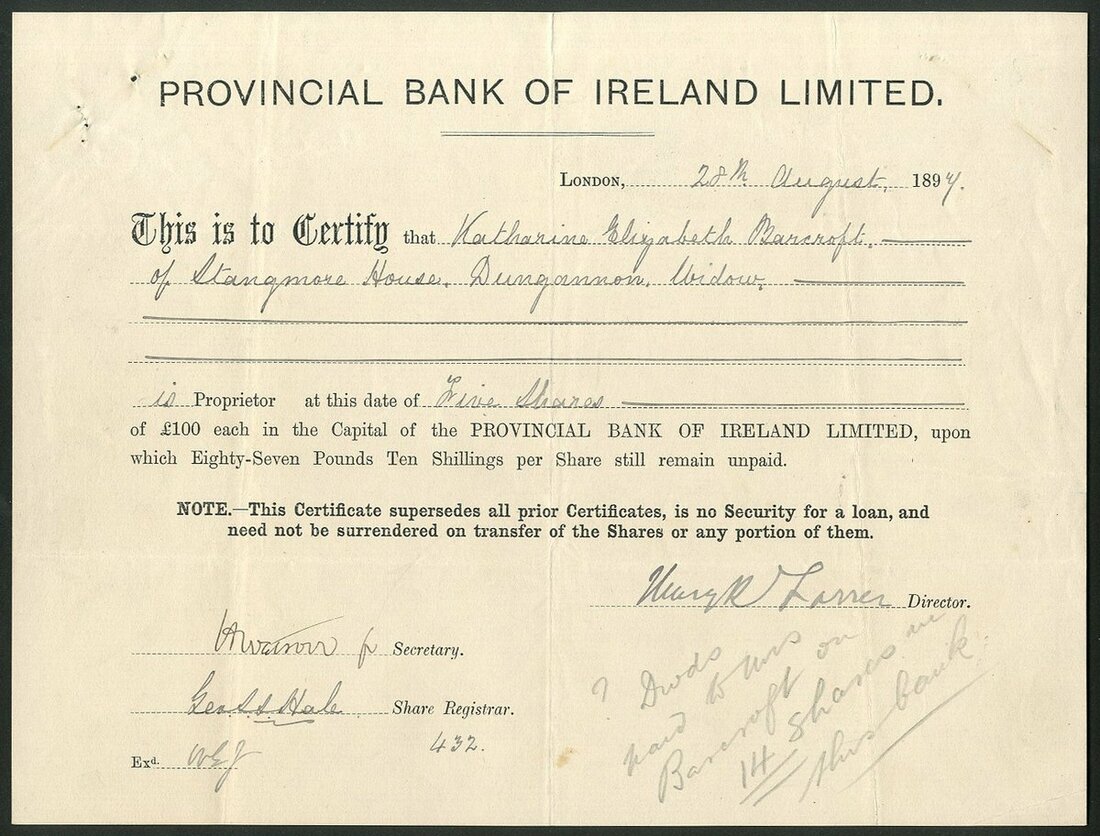 PROVINCIAL BANK OF IRELAND LIMITED.
LONDON, 28th August, 1894.
This is to Certify that Katharine Elizabeth Barcroft,
of Stangmore House, Dungannon, Widow,
is Proprietor at this date of Five Shares
of £100 each in the Capital of the PROVINCIAL BANK OF IRELAND LIMITED, upon
which Eighty-Seven Pounds Ten Shillings per Share still remain unpaid.
NOTE.—This Certificate supersedes all prior Certificates, is no Security for a loan, and
need not be surrendered on transfer of the Shares or any portion of them.
Director.
Secretary.
Geo. S. Hale Share Registrar.
432.
Exd.
? Divds
paid to Mrs
Barcroft on
14 shares in
this bank